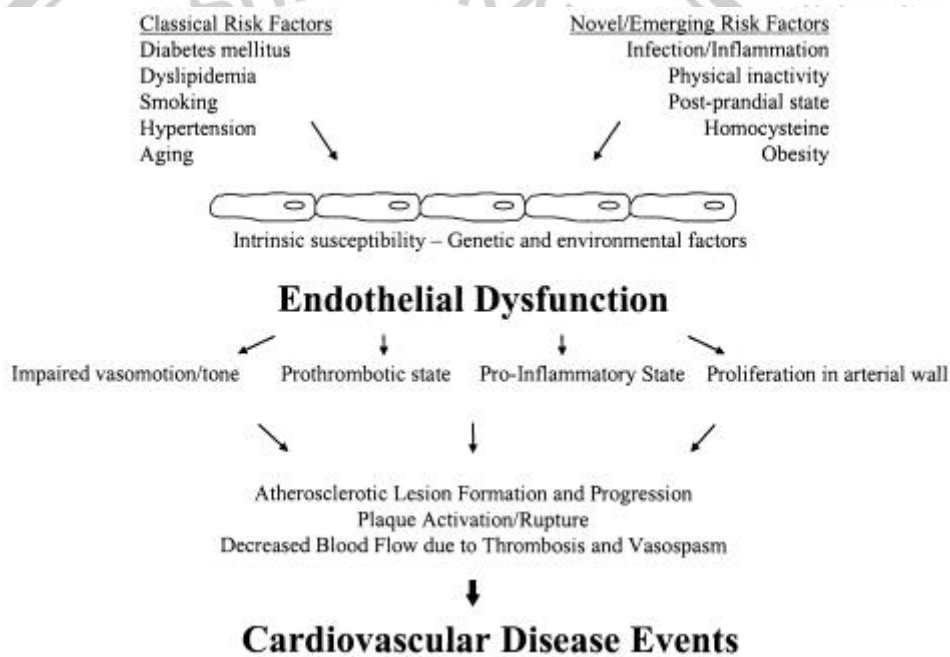 Classical Risk Factors
Diabetes mellitus
Dyslipidemia
Smoking
Hypertension
Aging
Novel/Emerging Risk Factors
Infection/Inflammation
Physical inactivity
Post-prandial state
Homocysteine
Obesity
Intrinsic susceptibility – Genetic and environmental factors
Endothelial Dysfunction
Impaired vasomotion/tone Prothrombotic state Pro-Inflammatory State Proliferation in arterial wall
Atherosclerotic Lesion Formation and Progression
Plaque Activation/Rupture
Decreased Blood Flow due to Thrombosis and Vasospasm
Cardiovascular Disease Events